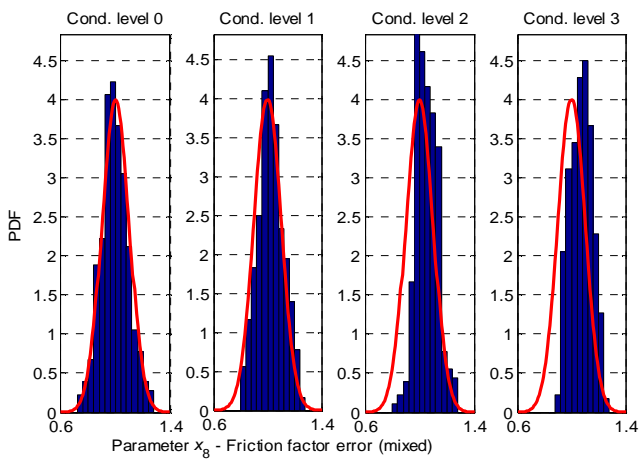 Cond. level 0 Cond. level 1 Cond. level 2 Cond. level 3
4.5 4.5 4.5 4.5
4 4 4 4
3.5 3.5 3.5 3.5
3 3 3 3
2.5 2.5 2.5 2.5
2 2 2 2
1.5 1.5 1.5 1.5
1 1 1 1
0.5 0.5 0.5 0.5
0 0 0 0
0.6 1.4 0.6 1.4 0.6 1.4 0.6 1.4
PDF
Parameter x8 - Friction factor error (mixed)